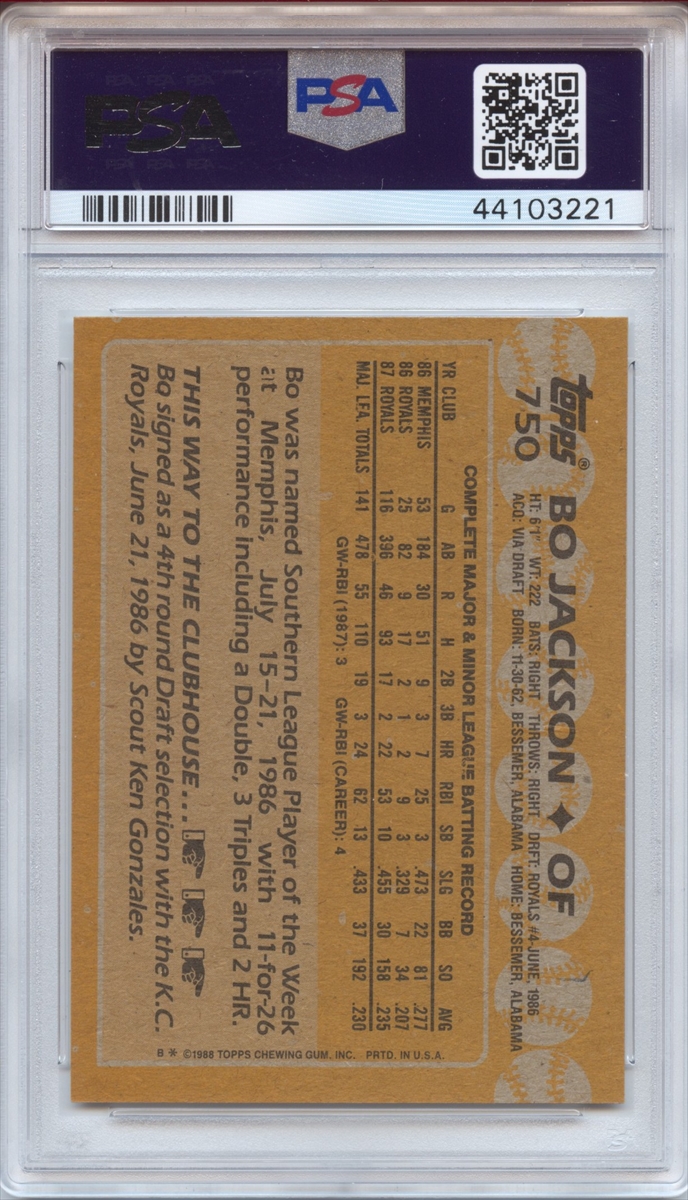 PSA
PSA
44103221
topps®
750
BO JACKSON ✦ OF
HT: 6'1" WT: 222 BATS: RIGHT THROWS: RIGHT DRFT: ROYALS #4-JUNE, 1986
ACQ: VIA DRAFT BORN: 11-30-62, BESSEMER, ALABAMA HOME: BESSEMER, ALABAMA
COMPLETE MAJOR & MINOR LEAGUE BATTING RECORD
YR CLUB G AB R H 2B 3B HR RBI SB SLG BB SO AVG
'86 MEMPHIS 53 184 30 51 9 3 7 25 3 .473 22 81 .277
86 ROYALS 25 82 9 17 2 1 2 9 3 .329 7 34 .207
87 ROYALS 116 396 46 93 17 2 22 53 10 .455 30 158 .235
MAJ. LEA. TOTALS 141 478 55 110 19 3 24 62 13 .433 37 192 .230
GW-RBI (1987): 3 GW-RBI (CAREER): 4
Bo was named Southern League Player of the Week
at Memphis, July 15-21, 1986 with 11-for-26
performance including a Double, 3 Triples and 2 HR.
THIS WAY TO THE CLUBHOUSE...
Bo signed as a 4th round Draft selection with the K.C.
Royals, June 21, 1986 by Scout Ken Gonzales.
B * ©1988 TOPPS CHEWING GUM, INC. PRTD. IN U.S.A.